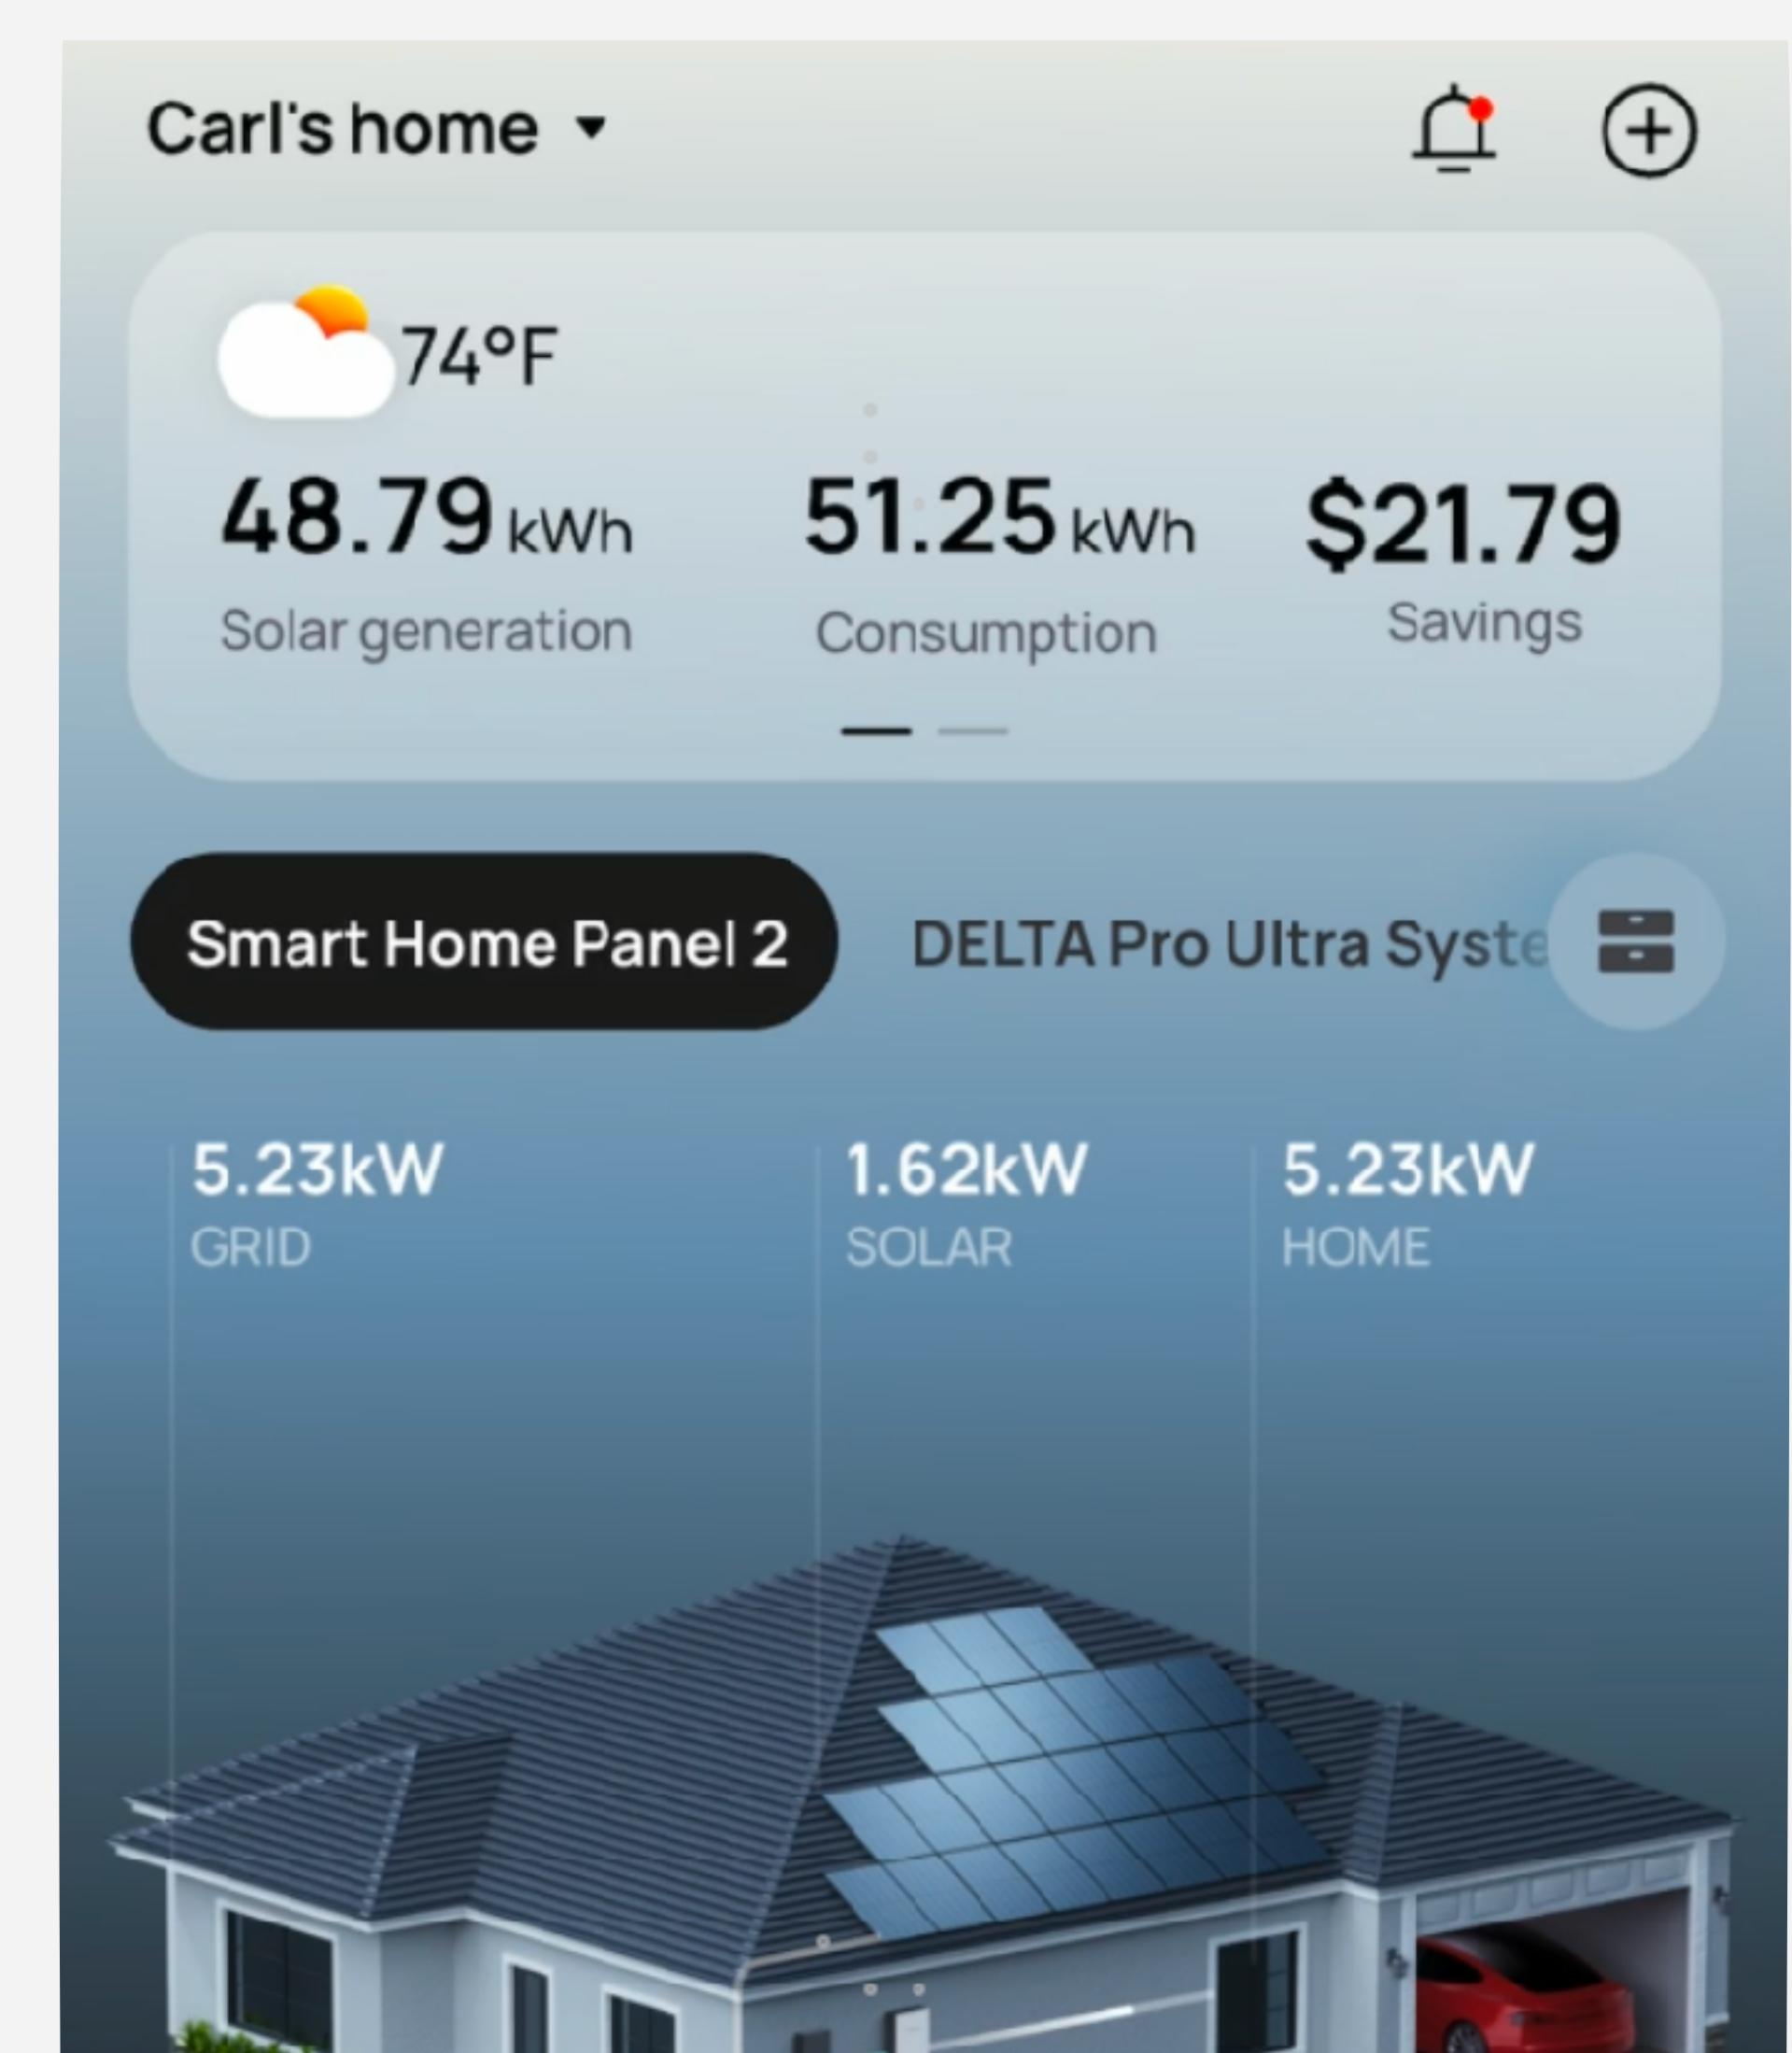 Carl's home
74°F
48.79 kWh 51.25 kWh $21.79
Solar generation Consumption Savings
Smart Home Panel 2 DELTA Pro Ultra Syste
5.23kW 1.62kW 5.23kW
GRID SOLAR HOME